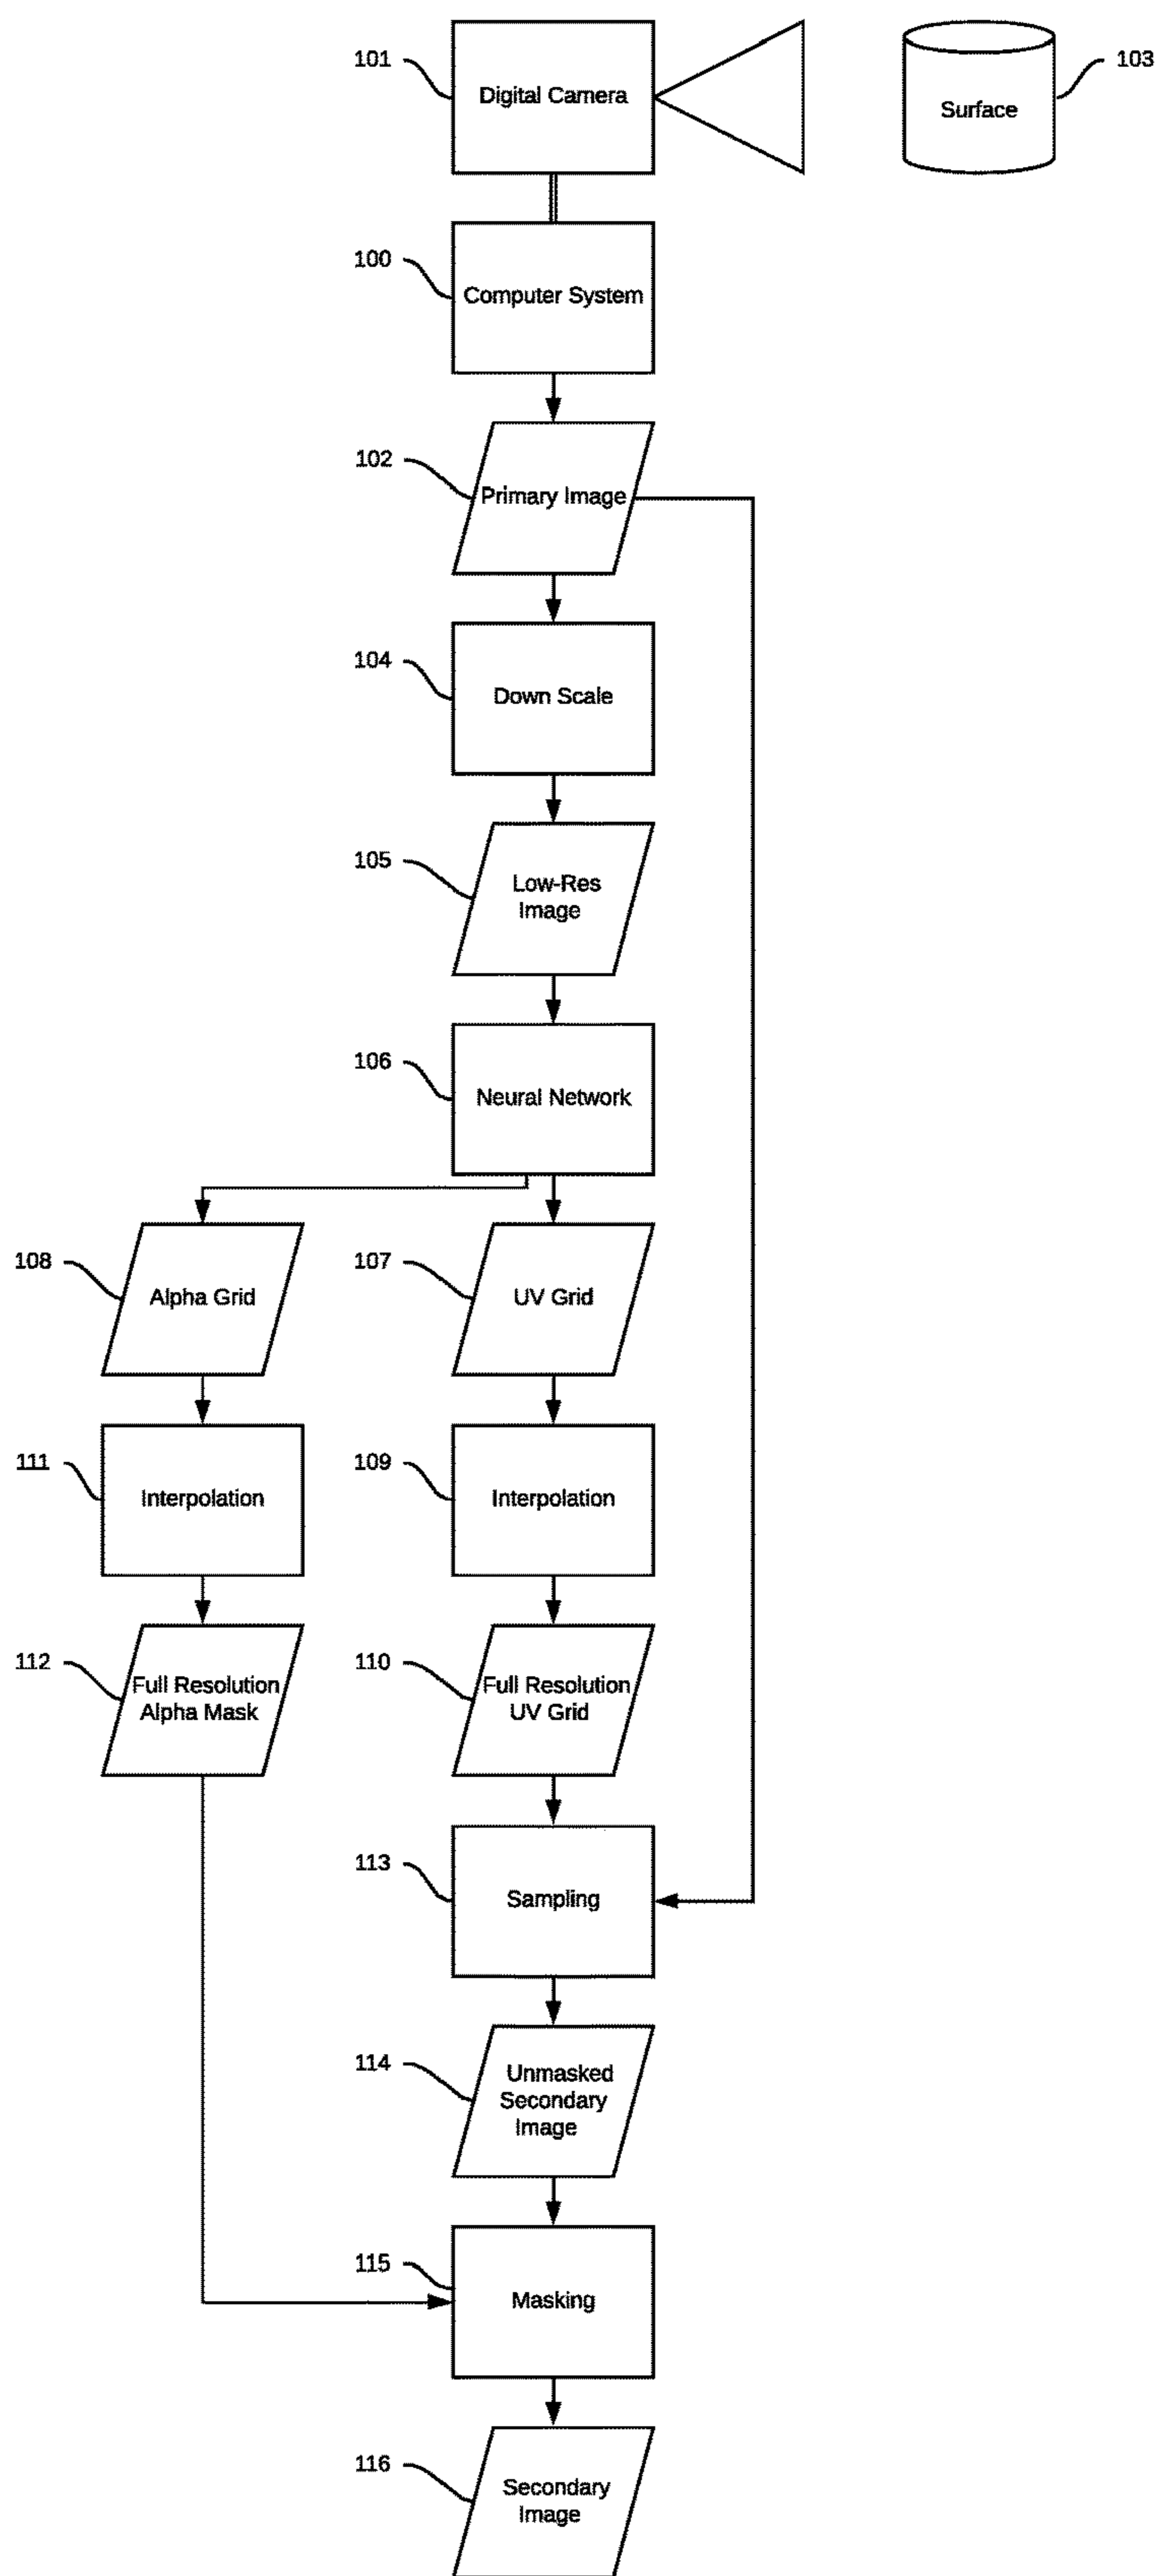 101
Digital Camera
Surface
103
100
Computer System
102
Primary Image
104
Down Scale
105
Low-Res
Image
106
Neural Network
108
Alpha Grid
107
UV Grid
111
Interpolation
109
Interpolation
112
Full Resolution
Alpha Mask
110
Full Resolution
UV Grid
113
Sampling
114
Unmasked
Secondary
Image
115
Masking
116
Secondary
Image